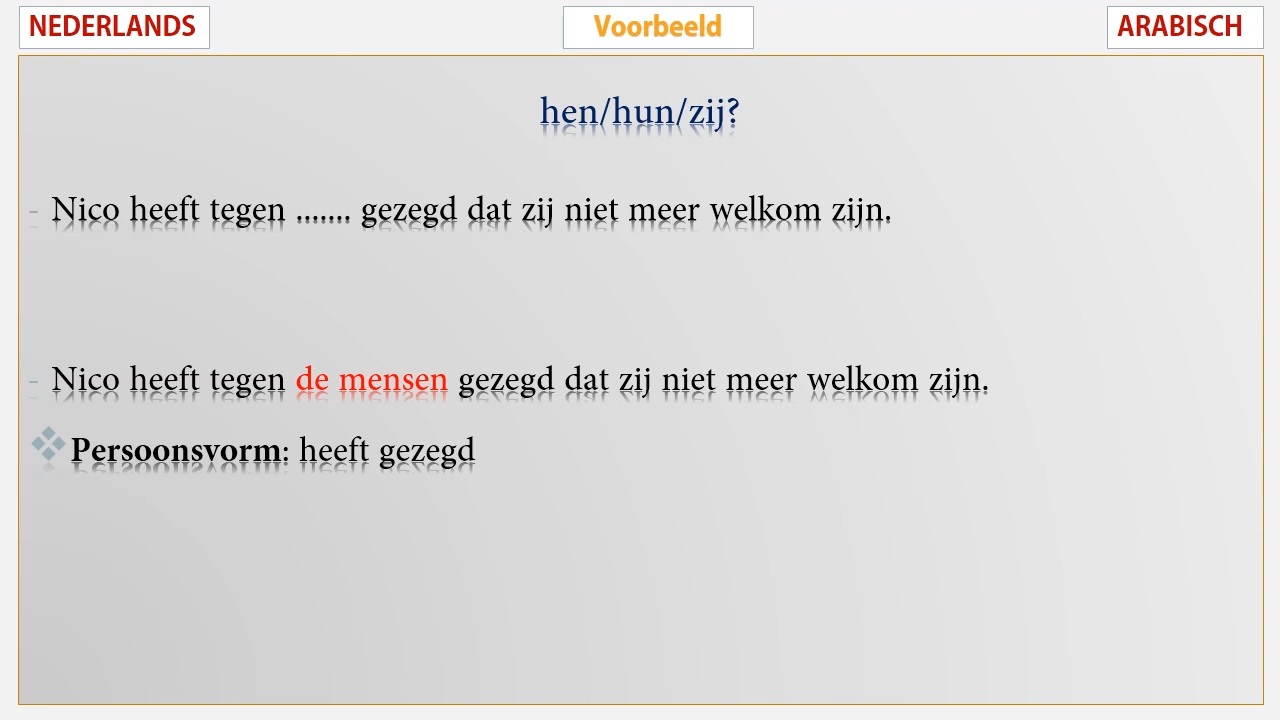 NEDERLANDS
Voorbeeld
ARABISCH
hen/hun/zij?
- Nico heeft tegen ....... gezegd dat zij niet meer welkom zijn.
- Nico heeft tegen de mensen gezegd dat zij niet meer welkom zijn.
❖ Persoonsvorm: heeft gezegd